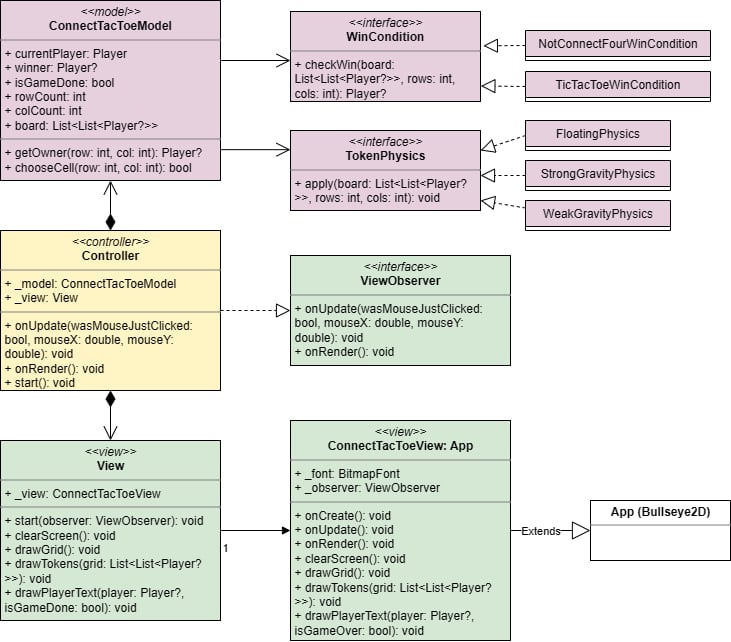 <<model>>
ConnectTacToeModel
+ currentPlayer: Player
+ winner: Player?
+ isGameDone: bool
+ rowCount: int
+ colCount: int
+ board: List<List<Player?>>
+ getOwner(row: int, col: int): Player?
+ chooseCell(row: int, col: int): bool
<<interface>>
WinCondition
+ checkWin(board:
List<List<Player?>>, rows: int,
cols: int): Player?
NotConnectFourWinCondition
TicTacToeWinCondition
<<interface>>
TokenPhysics
+ apply(board: List<List<Player?
>>, rows: int, cols: int): void
FloatingPhysics
StrongGravityPhysics
WeakGravityPhysics
<<controller>>
Controller
+ _model: ConnectTacToeModel
+ _view: View
+ onUpdate(wasMouseJustClicked:
bool, mouseX: double, mouseY:
double): void
+ onRender(): void
+ start(): void
<<interface>>
ViewObserver
+ onUpdate(wasMouseJustClicked:
bool, mouseX: double, mouseY:
double): void
+ onRender(): void
<<view>>
View
+ _view: ConnectTacToeView
+ start(observer: ViewObserver): void
+ clearScreen(): void
+ drawGrid(): void
+ drawTokens(grid: List<List<Player?
>>): void
+ drawPlayerText(player: Player?,
isGameDone: bool): void
1
<<view>>
ConnectTacToeView: App
+ _font: BitmapFont
+ _observer: ViewObserver
+ onCreate(): void
+ onUpdate(): void
+ onRender(): void
+ clearScreen(): void
+ drawGrid(): void
+ drawTokens(grid: List<List<Player?
>>): void
+ drawPlayerText(player: Player?,
isGameOver: bool): void
Extends
App (Bullseye2D)